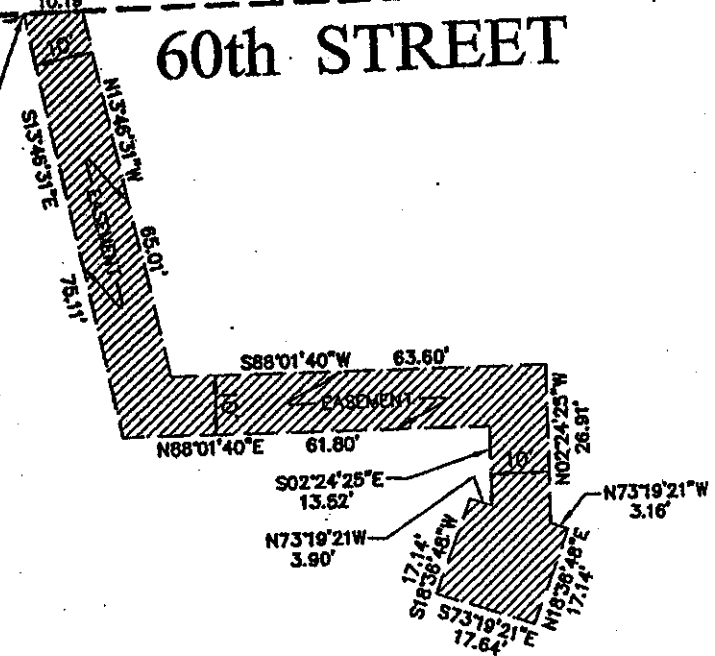 10.19'
60th STREET
10'
N13°46'31"W
S13°46'31"E
EASEMENT
65.01'
75.11'
S88°01'40"W 63.60'
10'
EASEMENT
N88°01'40"E 61.80'
N02°24'25"W
26.91'
S02°24'25"E
13.62'
10'
N73°19'21"W
3.16'
N73°19'21W
3.90'
17.14'
S18°36'48"W
N18°36'48"E
17.14'
S73°19'21"E
17.64'